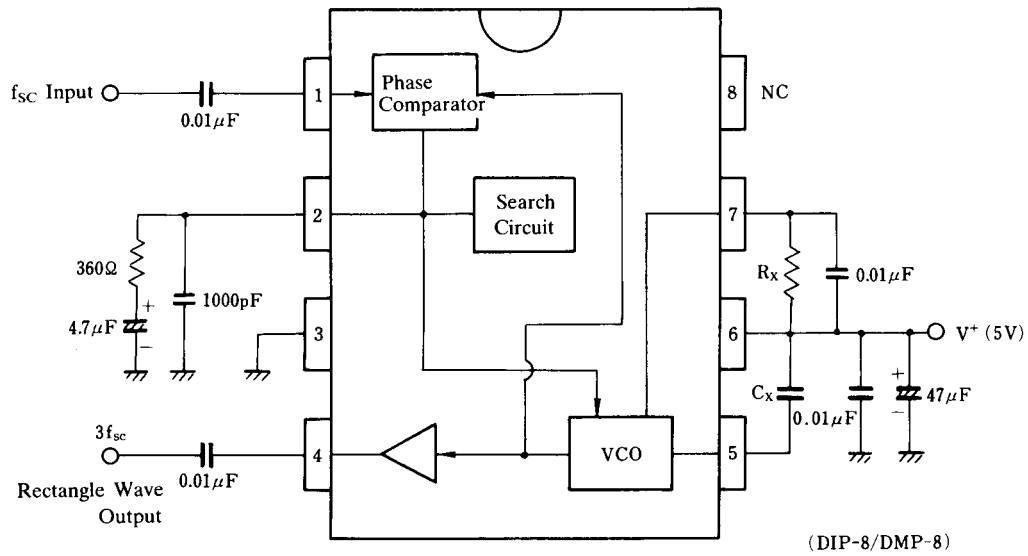 fSC Input
0.01μF
1
Phase
Comparator
8
NC
2
Search
Circuit
7
360Ω
+
4.7μF
−
1000pF
3
RX
0.01μF
6
V+ (5V)
CX
0.01μF
+
47μF
−
3fsc
0.01μF
4
VCO
5
Rectangle Wave
Output
(DIP-8/DMP-8)